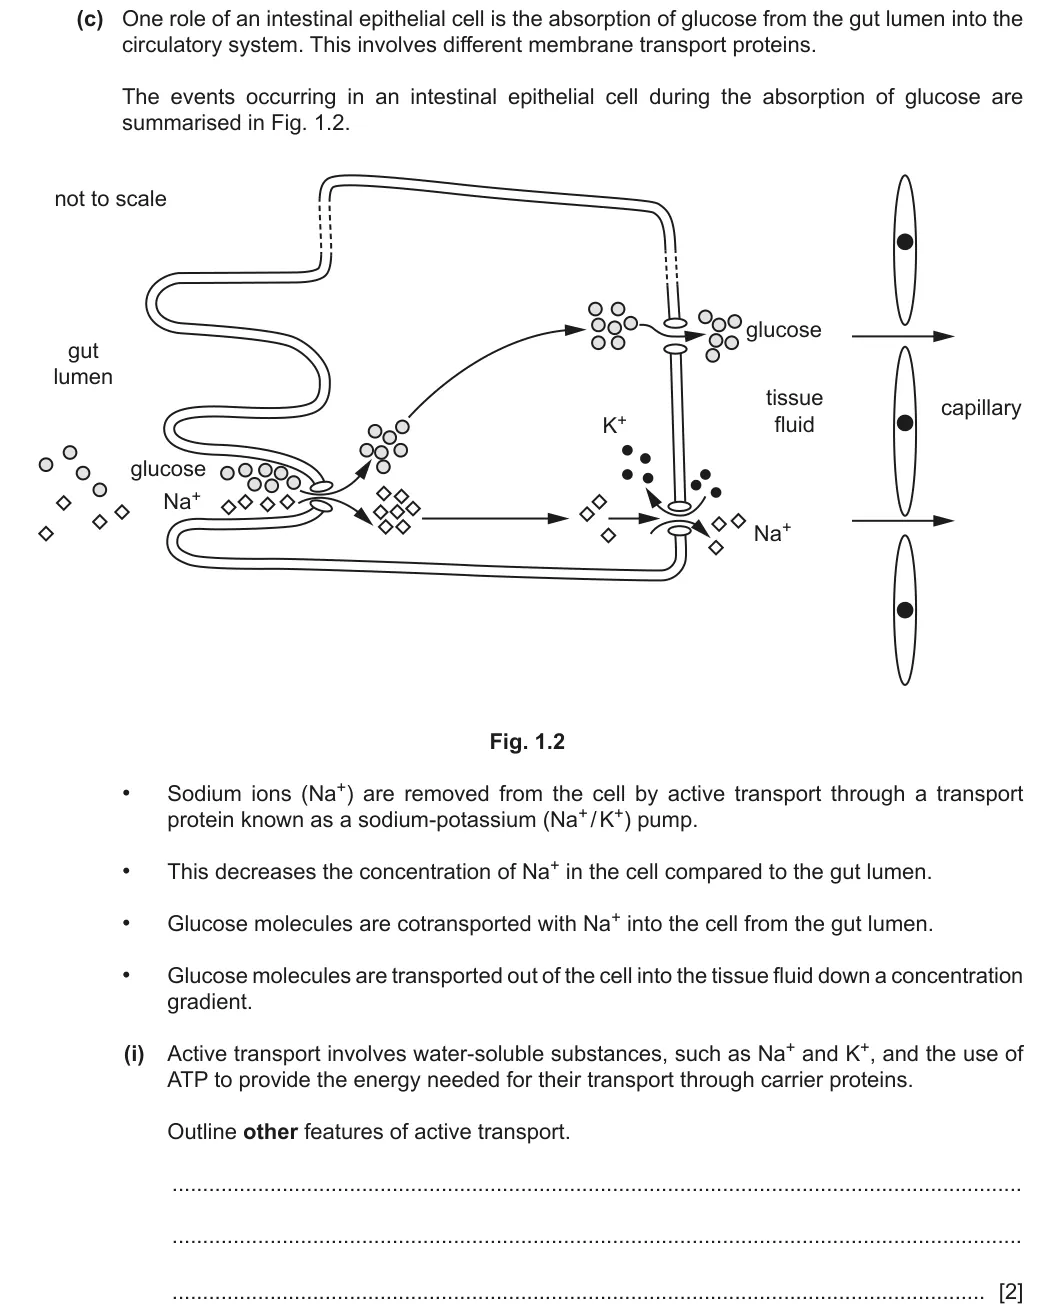 (c) One role of an intestinal epithelial cell is the absorption of glucose from the gut lumen into the
circulatory system. This involves different membrane transport proteins.
The events occurring in an intestinal epithelial cell during the absorption of glucose are
summarised in Fig. 1.2.
not to scale
glucose
gut
lumen
tissue
fluid
capillary
K⁺
glucose
Na⁺
Na⁺
Fig. 1.2
• Sodium ions (Na⁺) are removed from the cell by active transport through a transport
protein known as a sodium-potassium (Na⁺/K⁺) pump.
• This decreases the concentration of Na⁺ in the cell compared to the gut lumen.
• Glucose molecules are cotransported with Na⁺ into the cell from the gut lumen.
• Glucose molecules are transported out of the cell into the tissue fluid down a concentration
gradient.
(i) Active transport involves water-soluble substances, such as Na⁺ and K⁺, and the use of
ATP to provide the energy needed for their transport through carrier proteins.
Outline other features of active transport.
[2]